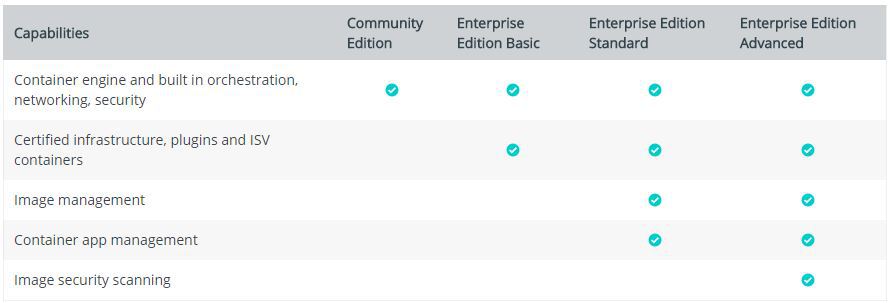 Capabilities
Community
Edition
Enterprise
Edition Basic
Enterprise Edition
Standard
Enterprise Edition
Advanced
Container engine and built in orchestration,
networking, security
Certified infrastructure, plugins and ISV
containers
Image management
Container app management
Image security scanning